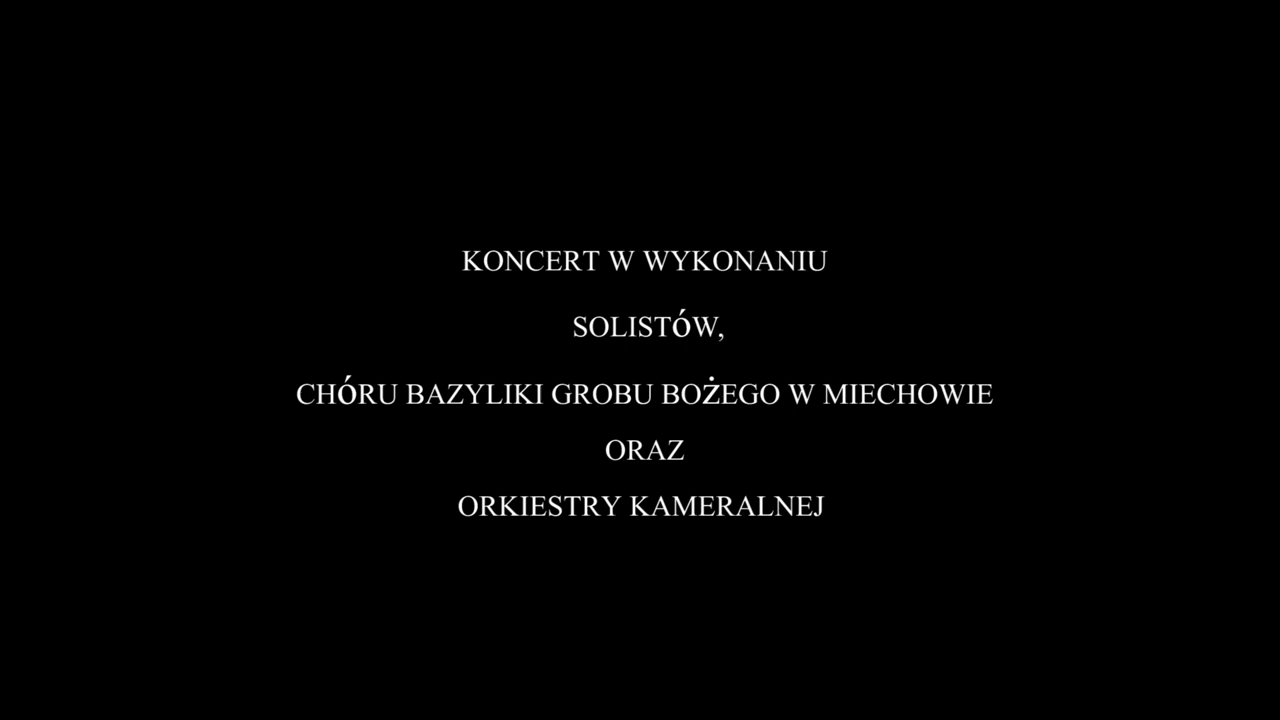 KONCERT W WYKONANIU
SOLISTÓW,
CHÓRU BAZYLIKI GROBU BOŻEGO W MIECHOWIE
ORAZ
ORKIESTRY KAMERALNEJ